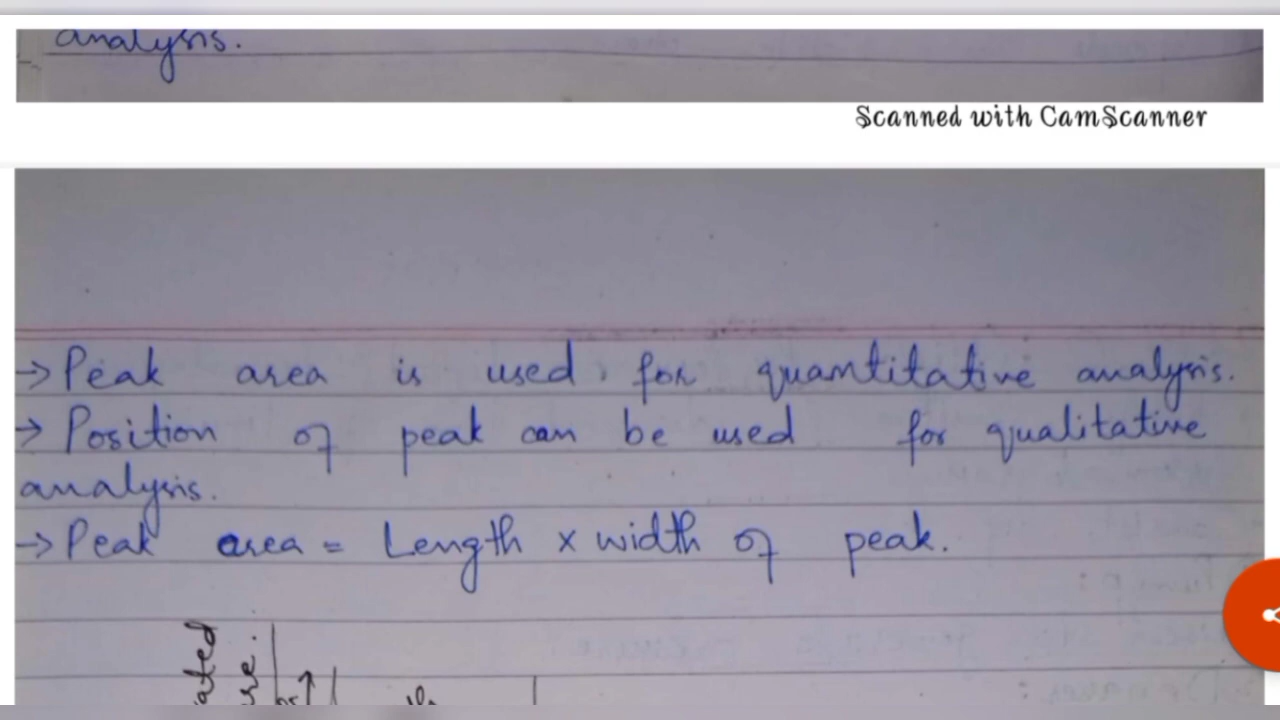 analysis.
Scanned with CamScanner
→ Peak area is used for quantitative analysis.
→ Position of peak can be used for qualitative
analysis.
→ Peak area = Length × width of peak.